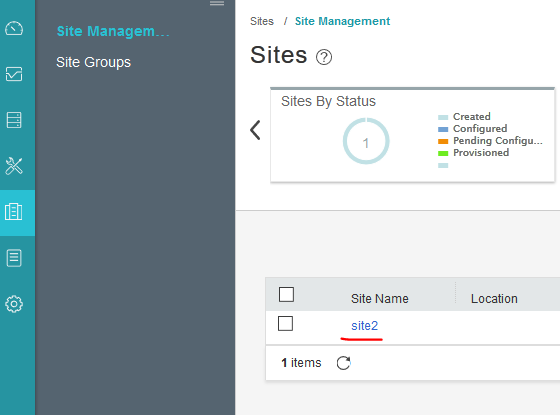 Site Managem...
Site Groups
Sites / Site Management
Sites ?
Sites By Status
1
Created
Configured
Pending Configu...
Provisioned
Site Name Location
site2
1 items